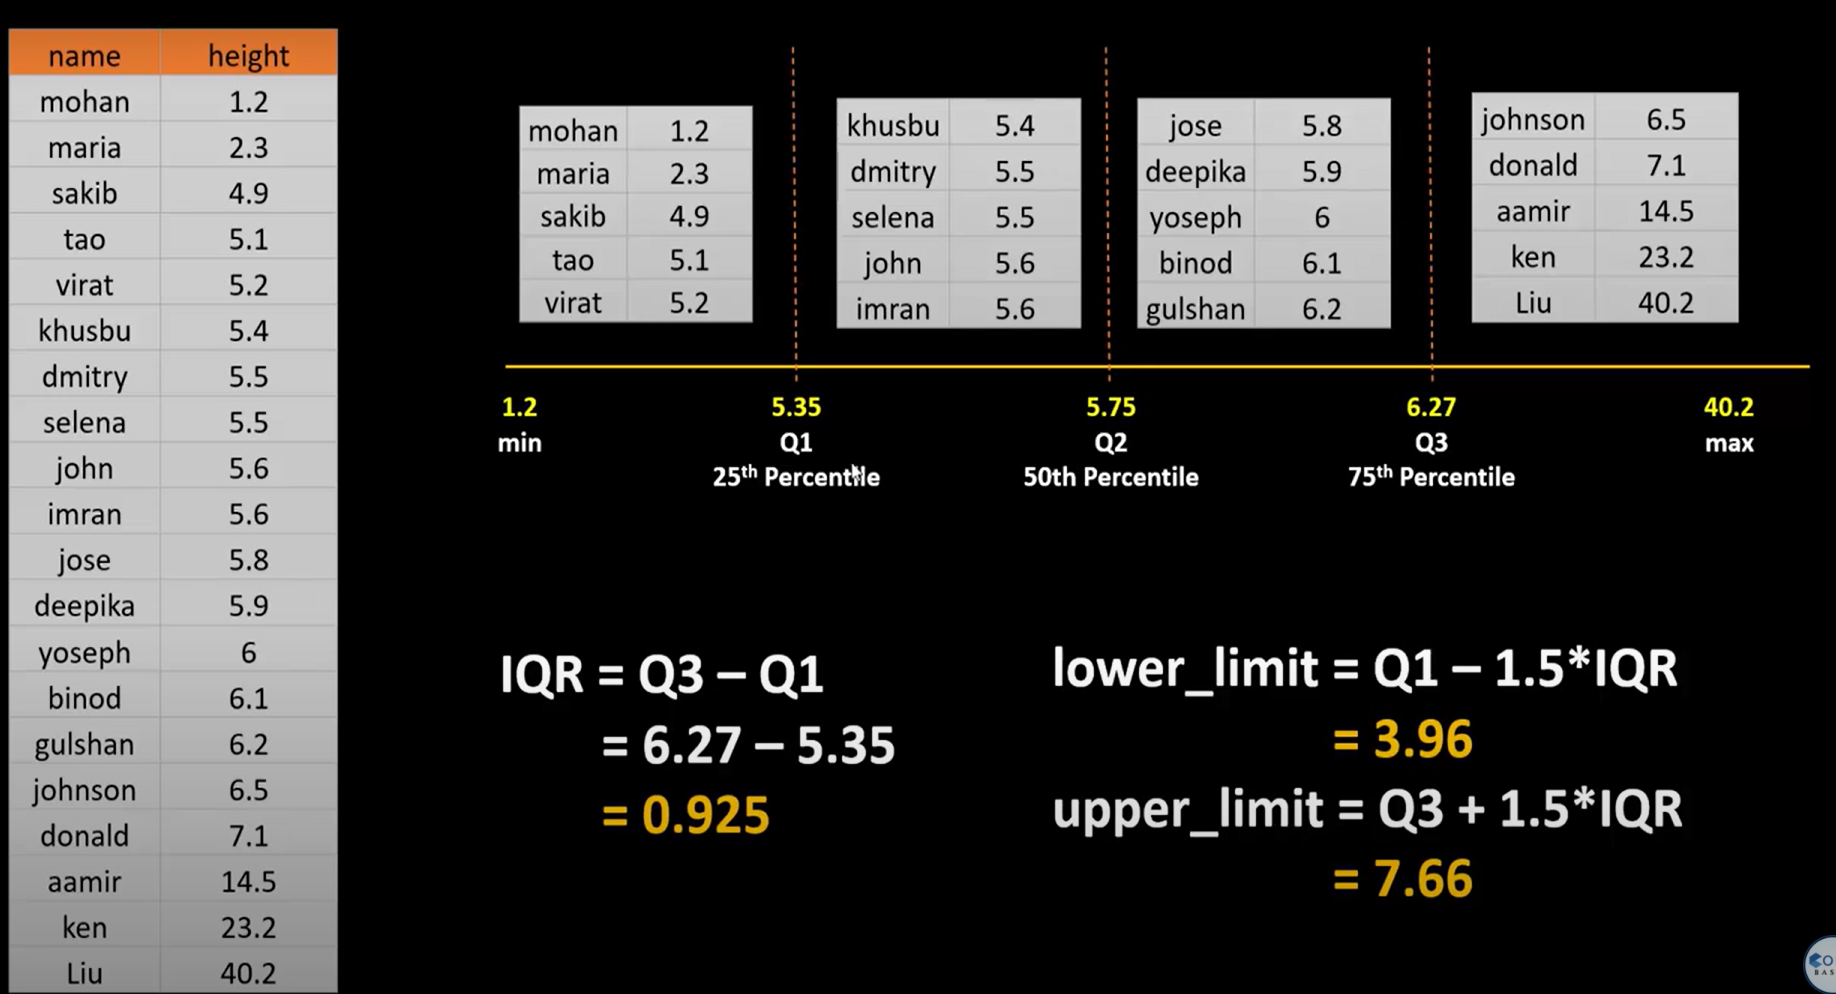 name height
mohan 1.2
maria 2.3
sakib 4.9
tao 5.1
virat 5.2
khusbu 5.4
dmitry 5.5
selena 5.5
john 5.6
imran 5.6
jose 5.8
deepika 5.9
yoseph 6
binod 6.1
gulshan 6.2
johnson 6.5
donald 7.1
aamir 14.5
ken 23.2
Liu 40.2
mohan 1.2
maria 2.3
sakib 4.9
tao 5.1
virat 5.2
khusbu 5.4
dmitry 5.5
selena 5.5
john 5.6
imran 5.6
jose 5.8
deepika 5.9
yoseph 6
binod 6.1
gulshan 6.2
johnson 6.5
donald 7.1
aamir 14.5
ken 23.2
Liu 40.2
1.2
min
5.35
Q1
25th Percentile
5.75
Q2
50th Percentile
6.27
Q3
75th Percentile
40.2
max
IQR = Q3 – Q1
= 6.27 – 5.35
= 0.925
lower_limit = Q1 – 1.5*IQR
= 3.96
upper_limit = Q3 + 1.5*IQR
= 7.66